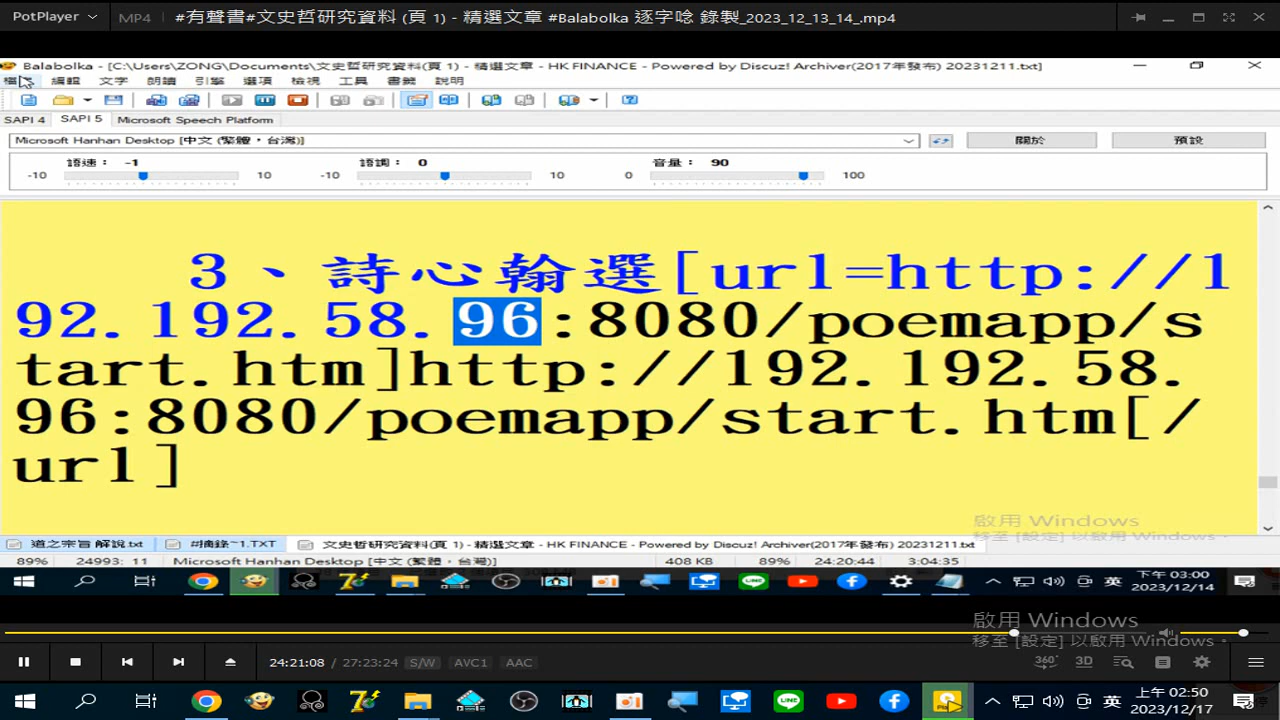 PotPlayer
MP4
#有聲書#文史哲研究資料 (頁 1) - 精選文章 #Balabolka 逐字唸 錄製_2023_12_13_14_.mp4
Balabolka - [C:\Users\ZONG\Documents\文史哲研究資料(頁 1) - 精選文章 - HK FINANCE - Powered by Discuz! Archiver(2017年發布) 20231211.txt]
檔案 編輯 文字 朗讀 引擎 選項 檢視 工具 書籤 說明
SAPI 4 SAPI 5 Microsoft Speech Platform
Microsoft Hanhan Desktop [中文 (繁體，台灣)] 關於 預設
語速： -1 語調： 0 音量： 90
-10 10 -10 10 0 100
3、詩心翰選[url=http://1
92.192.58.96:8080/poemapp/s
tart.htm]http://192.192.58.
96:8080/poemapp/start.htm[/
url]
啟用 Windows
移至 [設定] 以啟用 Windows。
道之宗旨 解說.txt #摘錄~1.TXT 文史哲研究資料(頁 1) - 精選文章 - HK FINANCE - Powered by Discuz! Archiver(2017年發布) 20231211.txt
89% 24993: 11 Microsoft Hanhan Desktop [中文 (繁體，台灣)] 408 KB 89% 24:20:44 3:04:35
英 下午 03:00
2023/12/14
啟用 Windows
移至 [設定] 以啟用 Windows。
24:21:08 / 27:23:24 S/W AVC1 AAC 360° 3D
英 上午 02:50
2023/12/17